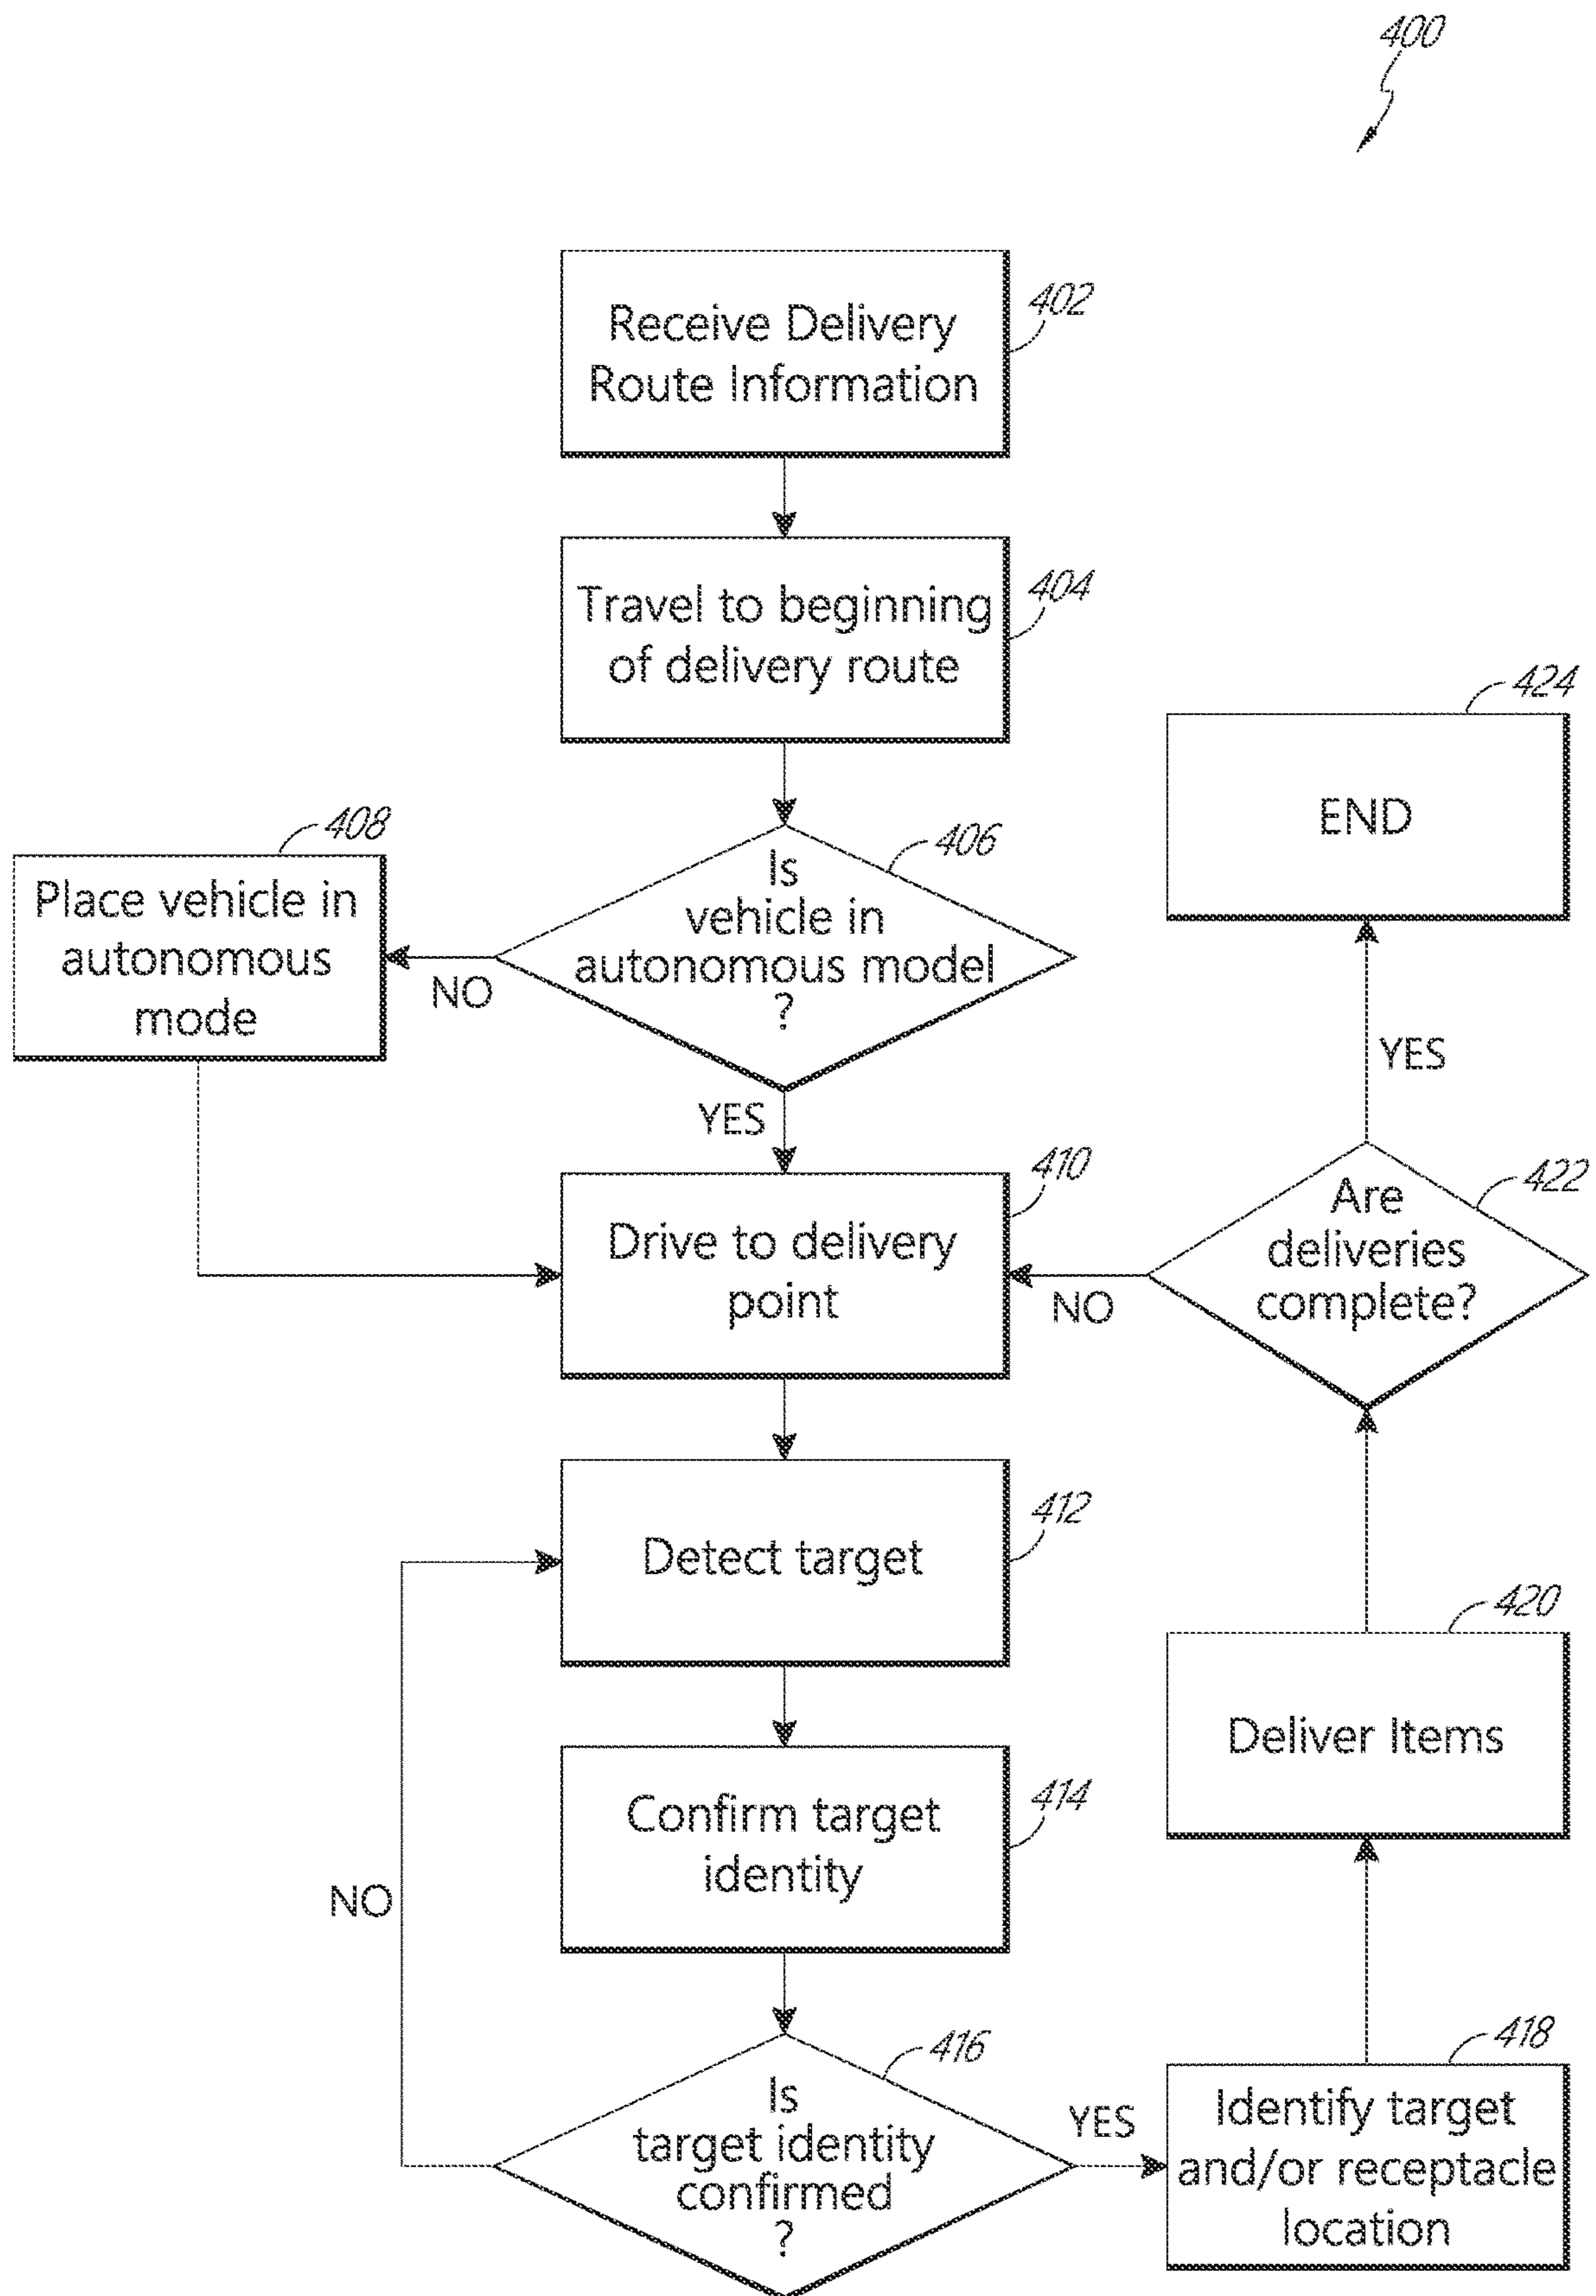 400
Receive Delivery
Route Information
402
Travel to beginning
of delivery route
404
424
END
408
Place vehicle in
autonomous
mode
406
Is
vehicle in
autonomous model
?
NO
YES
YES
410
Drive to delivery
point
422
Are
deliveries
complete?
NO
412
Detect target
420
Deliver Items
414
Confirm target
identity
NO
416
Is
target identity
confirmed
?
YES
418
Identify target
and/or receptacle
location